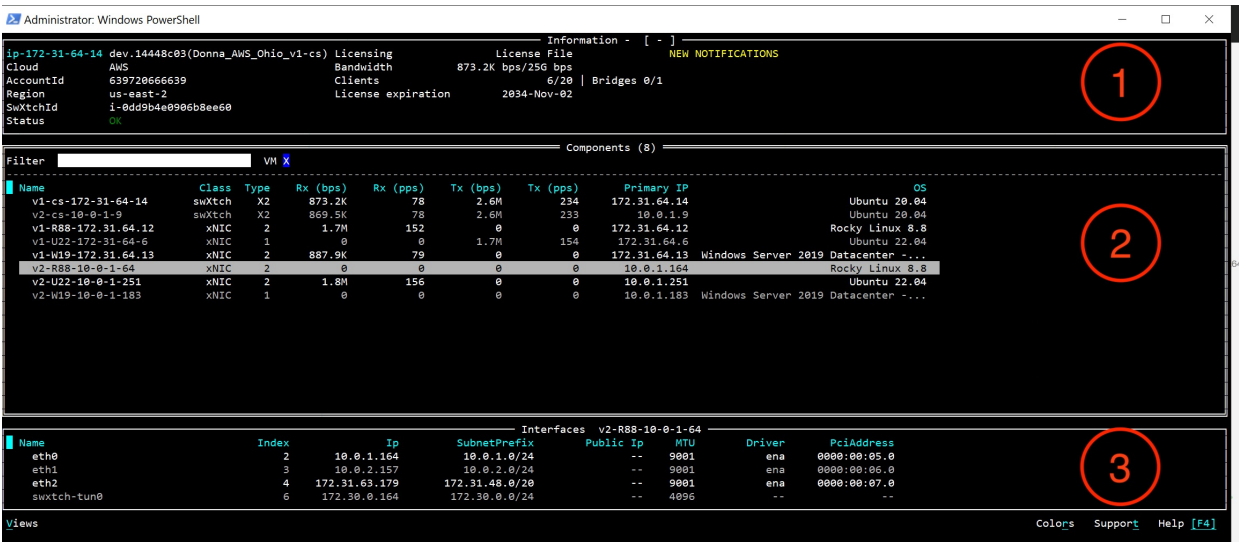 Administrator: Windows PowerShell
Information - [ - ]
ip-172-31-64-14 dev.14448c03(Donna_AWS_Ohio_v1-cs) Licensing License File NEW NOTIFICATIONS
Cloud AWS Bandwidth 873.2K bps/25G bps
AccountId 639720666639 Clients 6/20 | Bridges 0/1
Region us-east-2 License expiration 2034-Nov-02
SwXtchId i-0dd9b4e0906b8ee60
Status OK
1
Components (8)
Filter VM X
Name Class Type Rx (bps) Rx (pps) Tx (bps) Tx (pps) Primary IP OS
v1-cs-172-31-64-14 swXtch X2 873.2K 78 2.6M 234 172.31.64.14 Ubuntu 20.04
v2-cs-10-0-1-9 swXtch X2 869.5K 78 2.6M 233 10.0.1.9 Ubuntu 20.04
v1-R88-172.31.64.12 xNIC 2 1.7M 152 0 0 172.31.64.12 Rocky Linux 8.8
v1-U22-172-31-64-6 xNIC 1 0 0 1.7M 154 172.31.64.6 Ubuntu 22.04
v1-W19-172.31.64.13 xNIC 2 887.9K 79 0 0 172.31.64.13 Windows Server 2019 Datacenter -...
v2-R88-10-0-1-64 xNIC 2 0 0 0 0 10.0.1.164 Rocky Linux 8.8
v2-U22-10-0-1-251 xNIC 2 1.8M 156 0 0 10.0.1.251 Ubuntu 22.04
v2-W19-10-0-1-183 xNIC 1 0 0 0 0 10.0.1.183 Windows Server 2019 Datacenter -...
2
Interfaces v2-R88-10-0-1-64
Name Index Ip SubnetPrefix Public Ip MTU Driver PciAddress
eth0 2 10.0.1.164 10.0.1.0/24 -- 9001 ena 0000:00:05.0
eth1 3 10.0.2.157 10.0.2.0/24 -- 9001 ena 0000:00:06.0
eth2 4 172.31.63.179 172.31.48.0/20 -- 9001 ena 0000:00:07.0
swxtch-tun0 6 172.30.0.164 172.30.0.0/24 -- 4096 -- --
3
Views Colors Support Help [F4]